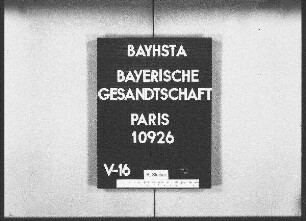 BAYHSTA
BAYERISCHE
GESANDTSCHAFT
PARIS
10926
V-16